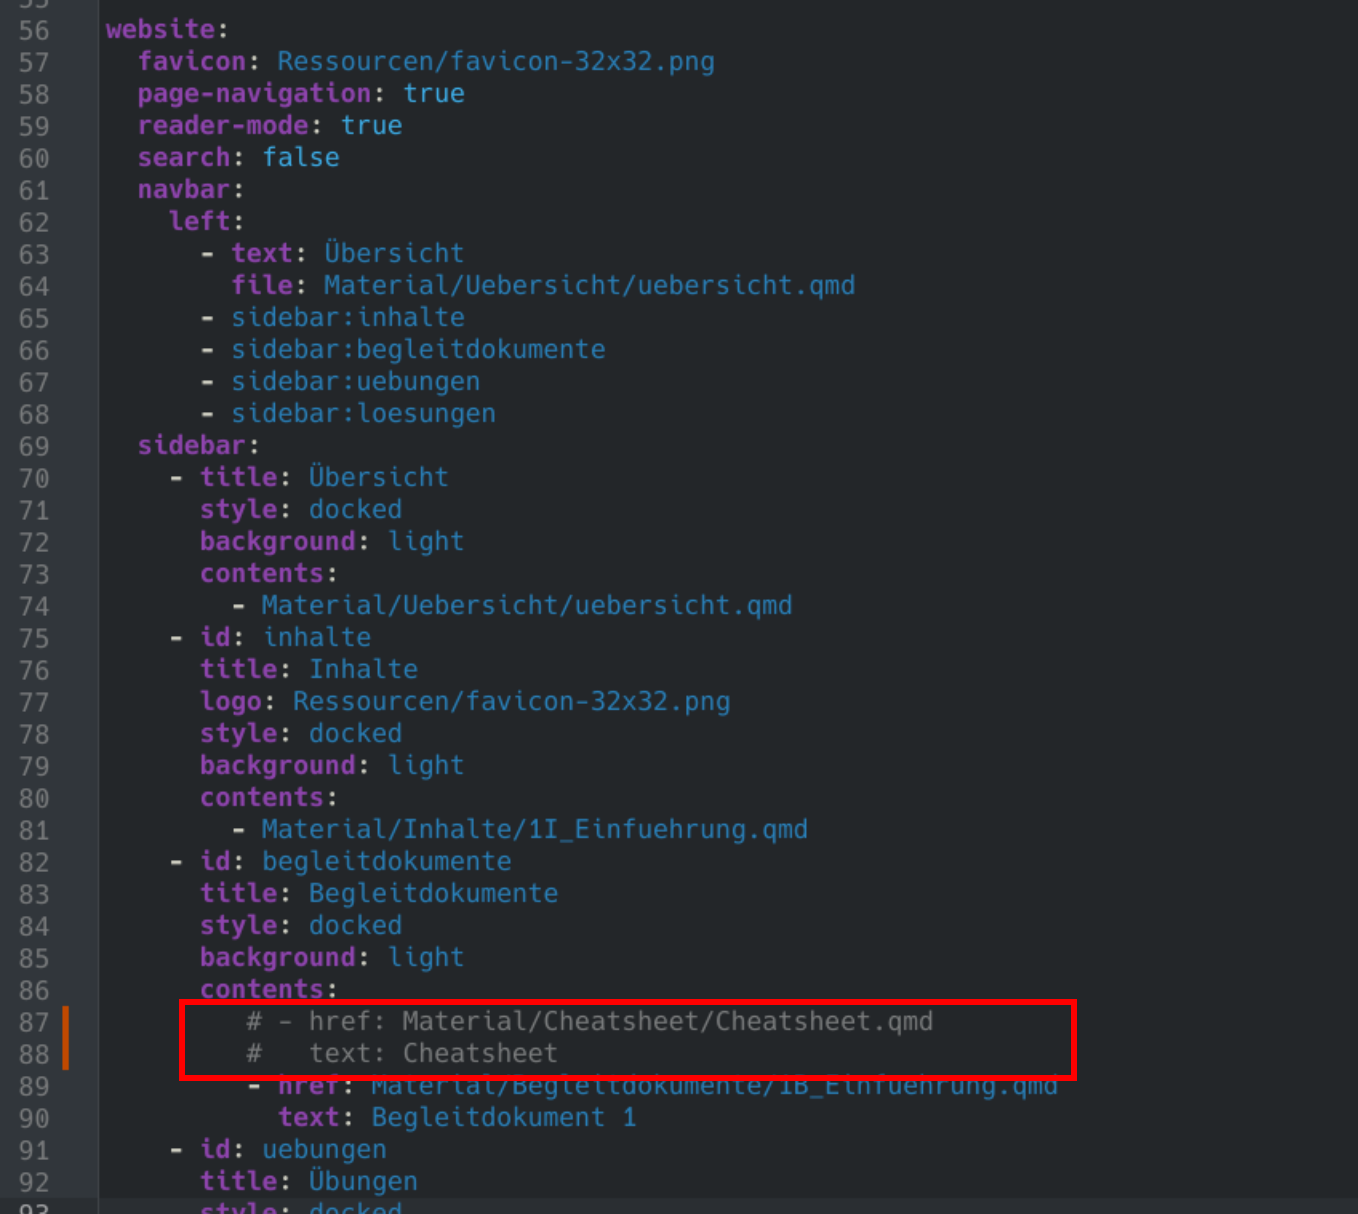 55
56 website:
57   favicon: Ressourcen/favicon-32x32.png
58   page-navigation: true
59   reader-mode: true
60   search: false
61   navbar:
62     left:
63       - text: Übersicht
64         file: Material/Uebersicht/uebersicht.qmd
65       - sidebar:inhalte
66       - sidebar:begleitdokumente
67       - sidebar:uebungen
68       - sidebar:loesungen
69   sidebar:
70     - title: Übersicht
71       style: docked
72       background: light
73       contents:
74         - Material/Uebersicht/uebersicht.qmd
75     - id: inhalte
76       title: Inhalte
77       logo: Ressourcen/favicon-32x32.png
78       style: docked
79       background: light
80       contents:
81         - Material/Inhalte/1I_Einfuehrung.qmd
82     - id: begleitdokumente
83       title: Begleitdokumente
84       style: docked
85       background: light
86       contents:
87          # - href: Material/Cheatsheet/Cheatsheet.qmd
88          #   text: Cheatsheet
89          - href: Material/Begleitdokumente/1B_Einfuehrung.qmd
90            text: Begleitdokument 1
91     - id: uebungen
92       title: Übungen
93       style: docked